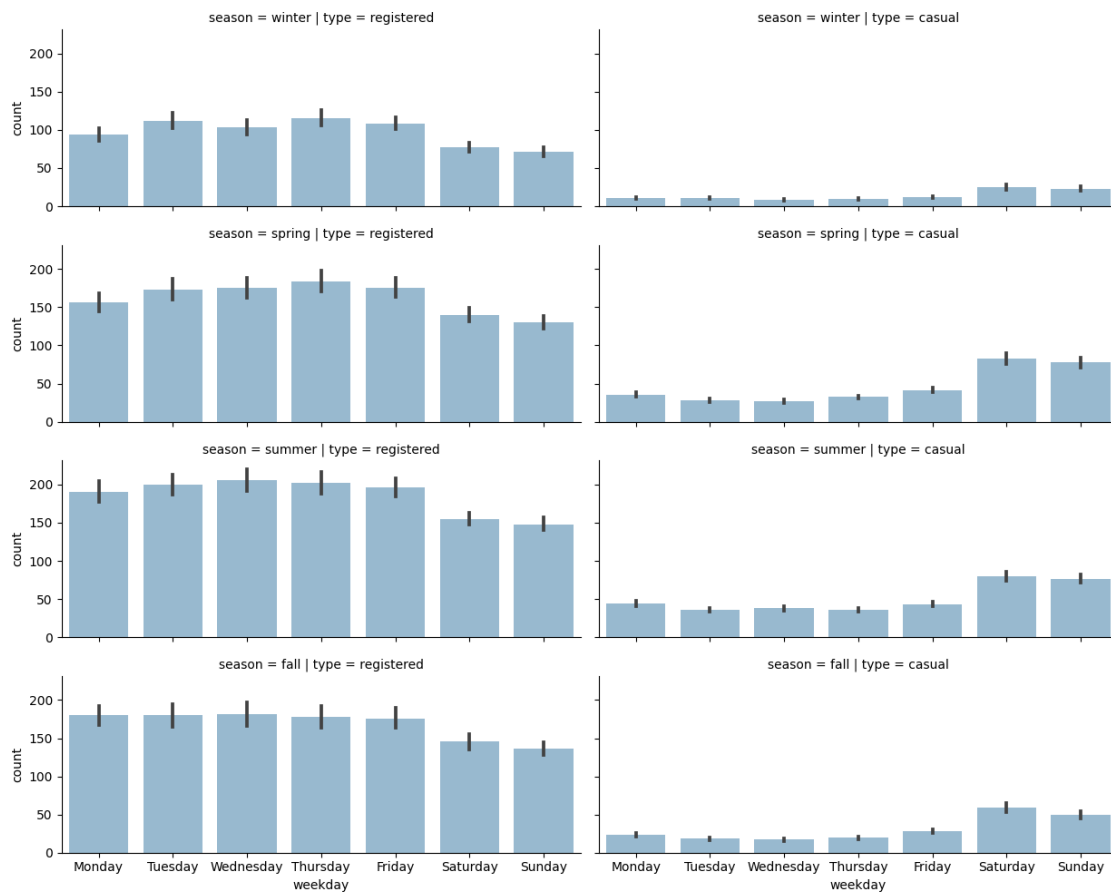 season = winter | type = registered
season = winter | type = casual
200
150
100
50
0
count
season = spring | type = registered
season = spring | type = casual
200
150
100
50
0
count
season = summer | type = registered
season = summer | type = casual
200
150
100
50
0
count
season = fall | type = registered
season = fall | type = casual
200
150
100
50
0
count
Monday Tuesday Wednesday Thursday Friday Saturday Sunday
weekday
Monday Tuesday Wednesday Thursday Friday Saturday Sunday
weekday